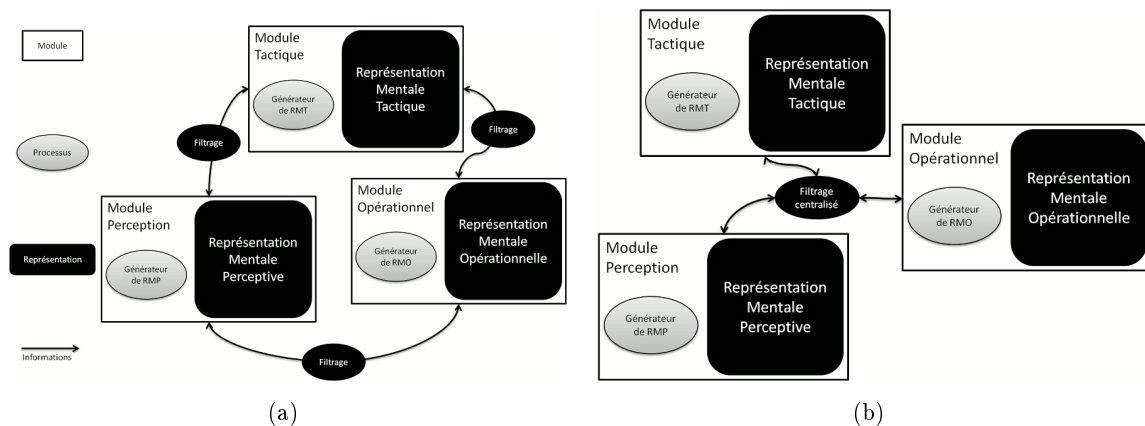 Module
Processus
Représentation
Informations
Module
Tactique
Générateur
de RMT
Représentation
Mentale
Tactique
Filtrage
Filtrage
Module
Perception
Générateur
de RMP
Représentation
Mentale
Perceptive
Module
Opérationnel
Générateur
de RMO
Représentation
Mentale
Opérationnelle
Filtrage
(a)
Module
Tactique
Générateur
de RMT
Représentation
Mentale
Tactique
Filtrage
centralisé
Module
Opérationnel
Générateur
de RMO
Représentation
Mentale
Opérationnelle
Module
Perception
Générateur
de RMP
Représentation
Mentale
Perceptive
(b)